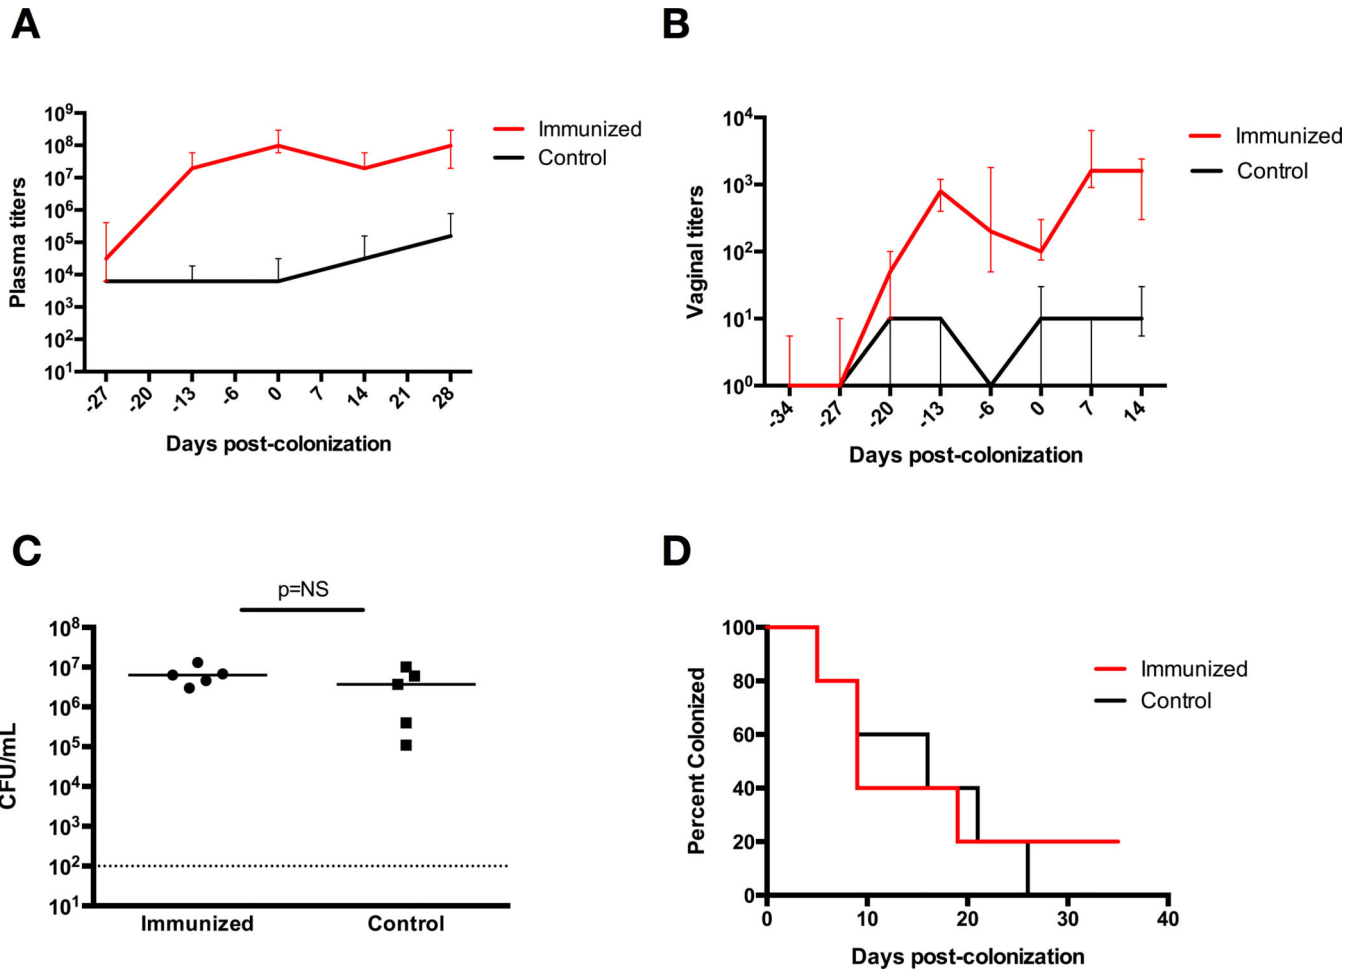 A
Plasma titers
10⁹
10⁸
10⁷
10⁶
10⁵
10⁴
10³
10²
10¹
-27 -20 -13 -6 0 7 14 21 28
Days post-colonization
Immunized
Control
B
Vaginal titers
10⁴
10³
10²
10¹
10⁰
-34 -27 -20 -13 -6 0 7 14
Days post-colonization
Immunized
Control
C
p=NS
CFU/mL
10⁸
10⁷
10⁶
10⁵
10⁴
10³
10²
10¹
Immunized Control
D
Percent Colonized
100
80
60
40
20
0
0 10 20 30 40
Days post-colonization
Immunized
Control